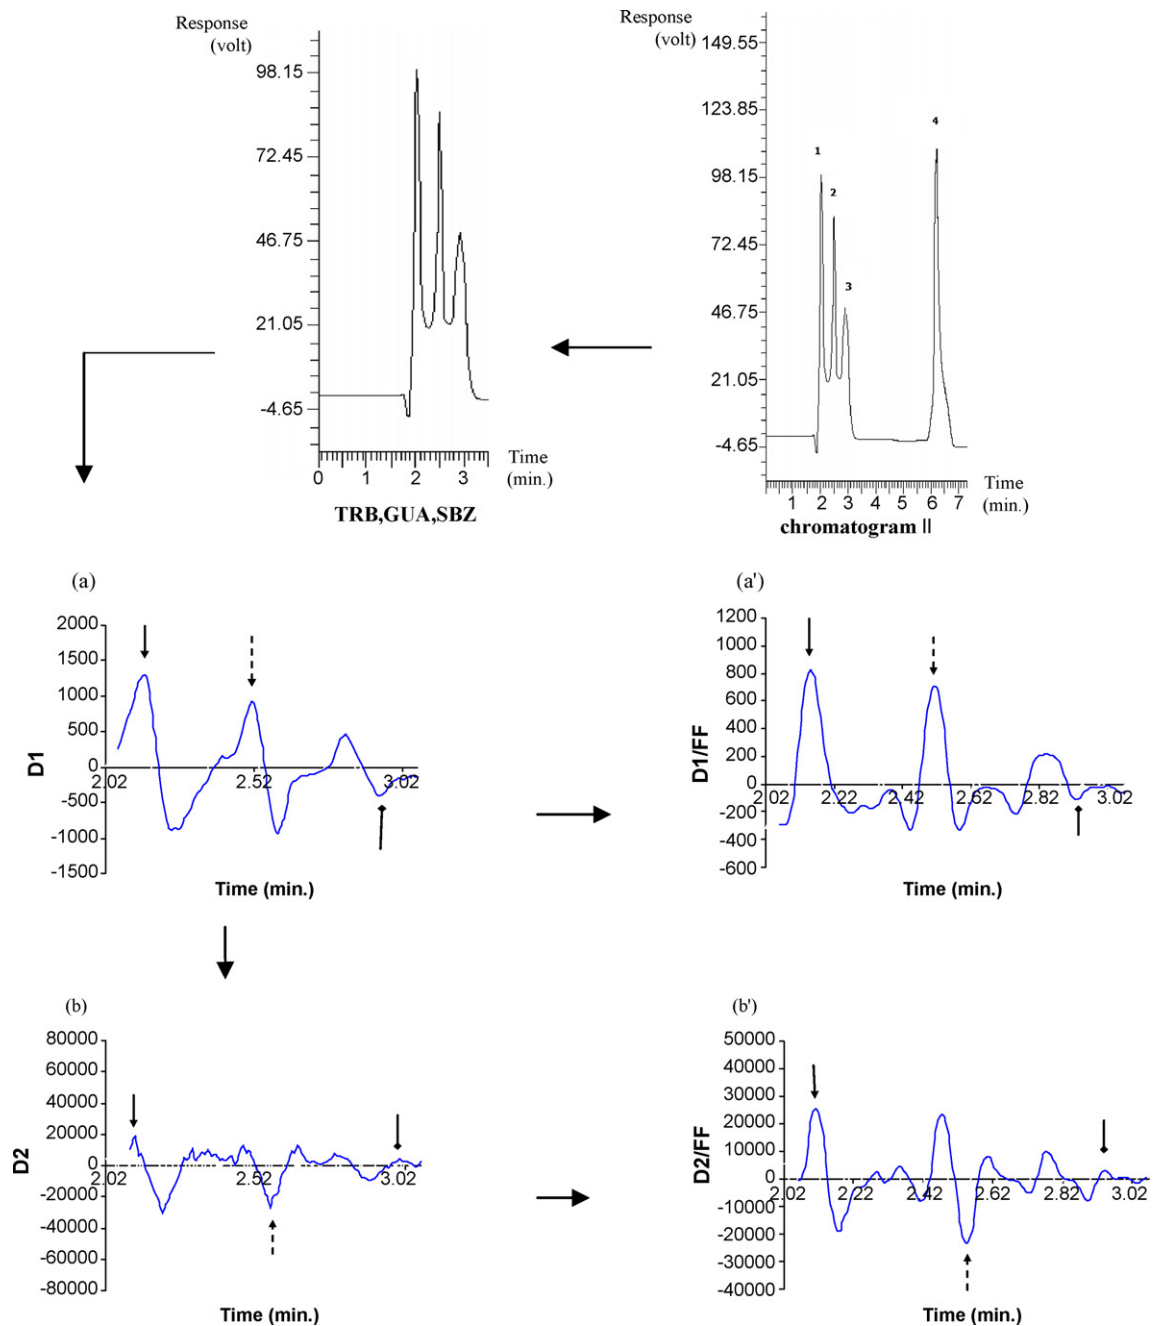 Response
(volt)
98.15
72.45
46.75
21.05
-4.65
0 1 2 3
Time
(min.)
TRB,GUA,SBZ
Response
(volt)
149.55
123.85
98.15
72.45
46.75
21.05
-4.65
1
2
3
4
1 2 3 4 5 6 7
Time
(min.)
chromatogram II
(a)
2000
1500
1000
500
0
-500
-1000
-1500
D1
2.02 2.52 3.02
Time (min.)
(a')
1200
1000
800
600
400
200
0
-200
-400
-600
D1/FF
2.02 2.22 2.42 2.62 2.82 3.02
Time (min.)
(b)
80000
60000
40000
20000
0
-20000
-40000
-60000
-80000
D2
2.02 2.52 3.02
Time (min.)
(b')
50000
40000
30000
20000
10000
0
-10000
-20000
-30000
-40000
D2/FF
2.02 2.22 2.42 2.62 2.82 3.02
Time (min.)